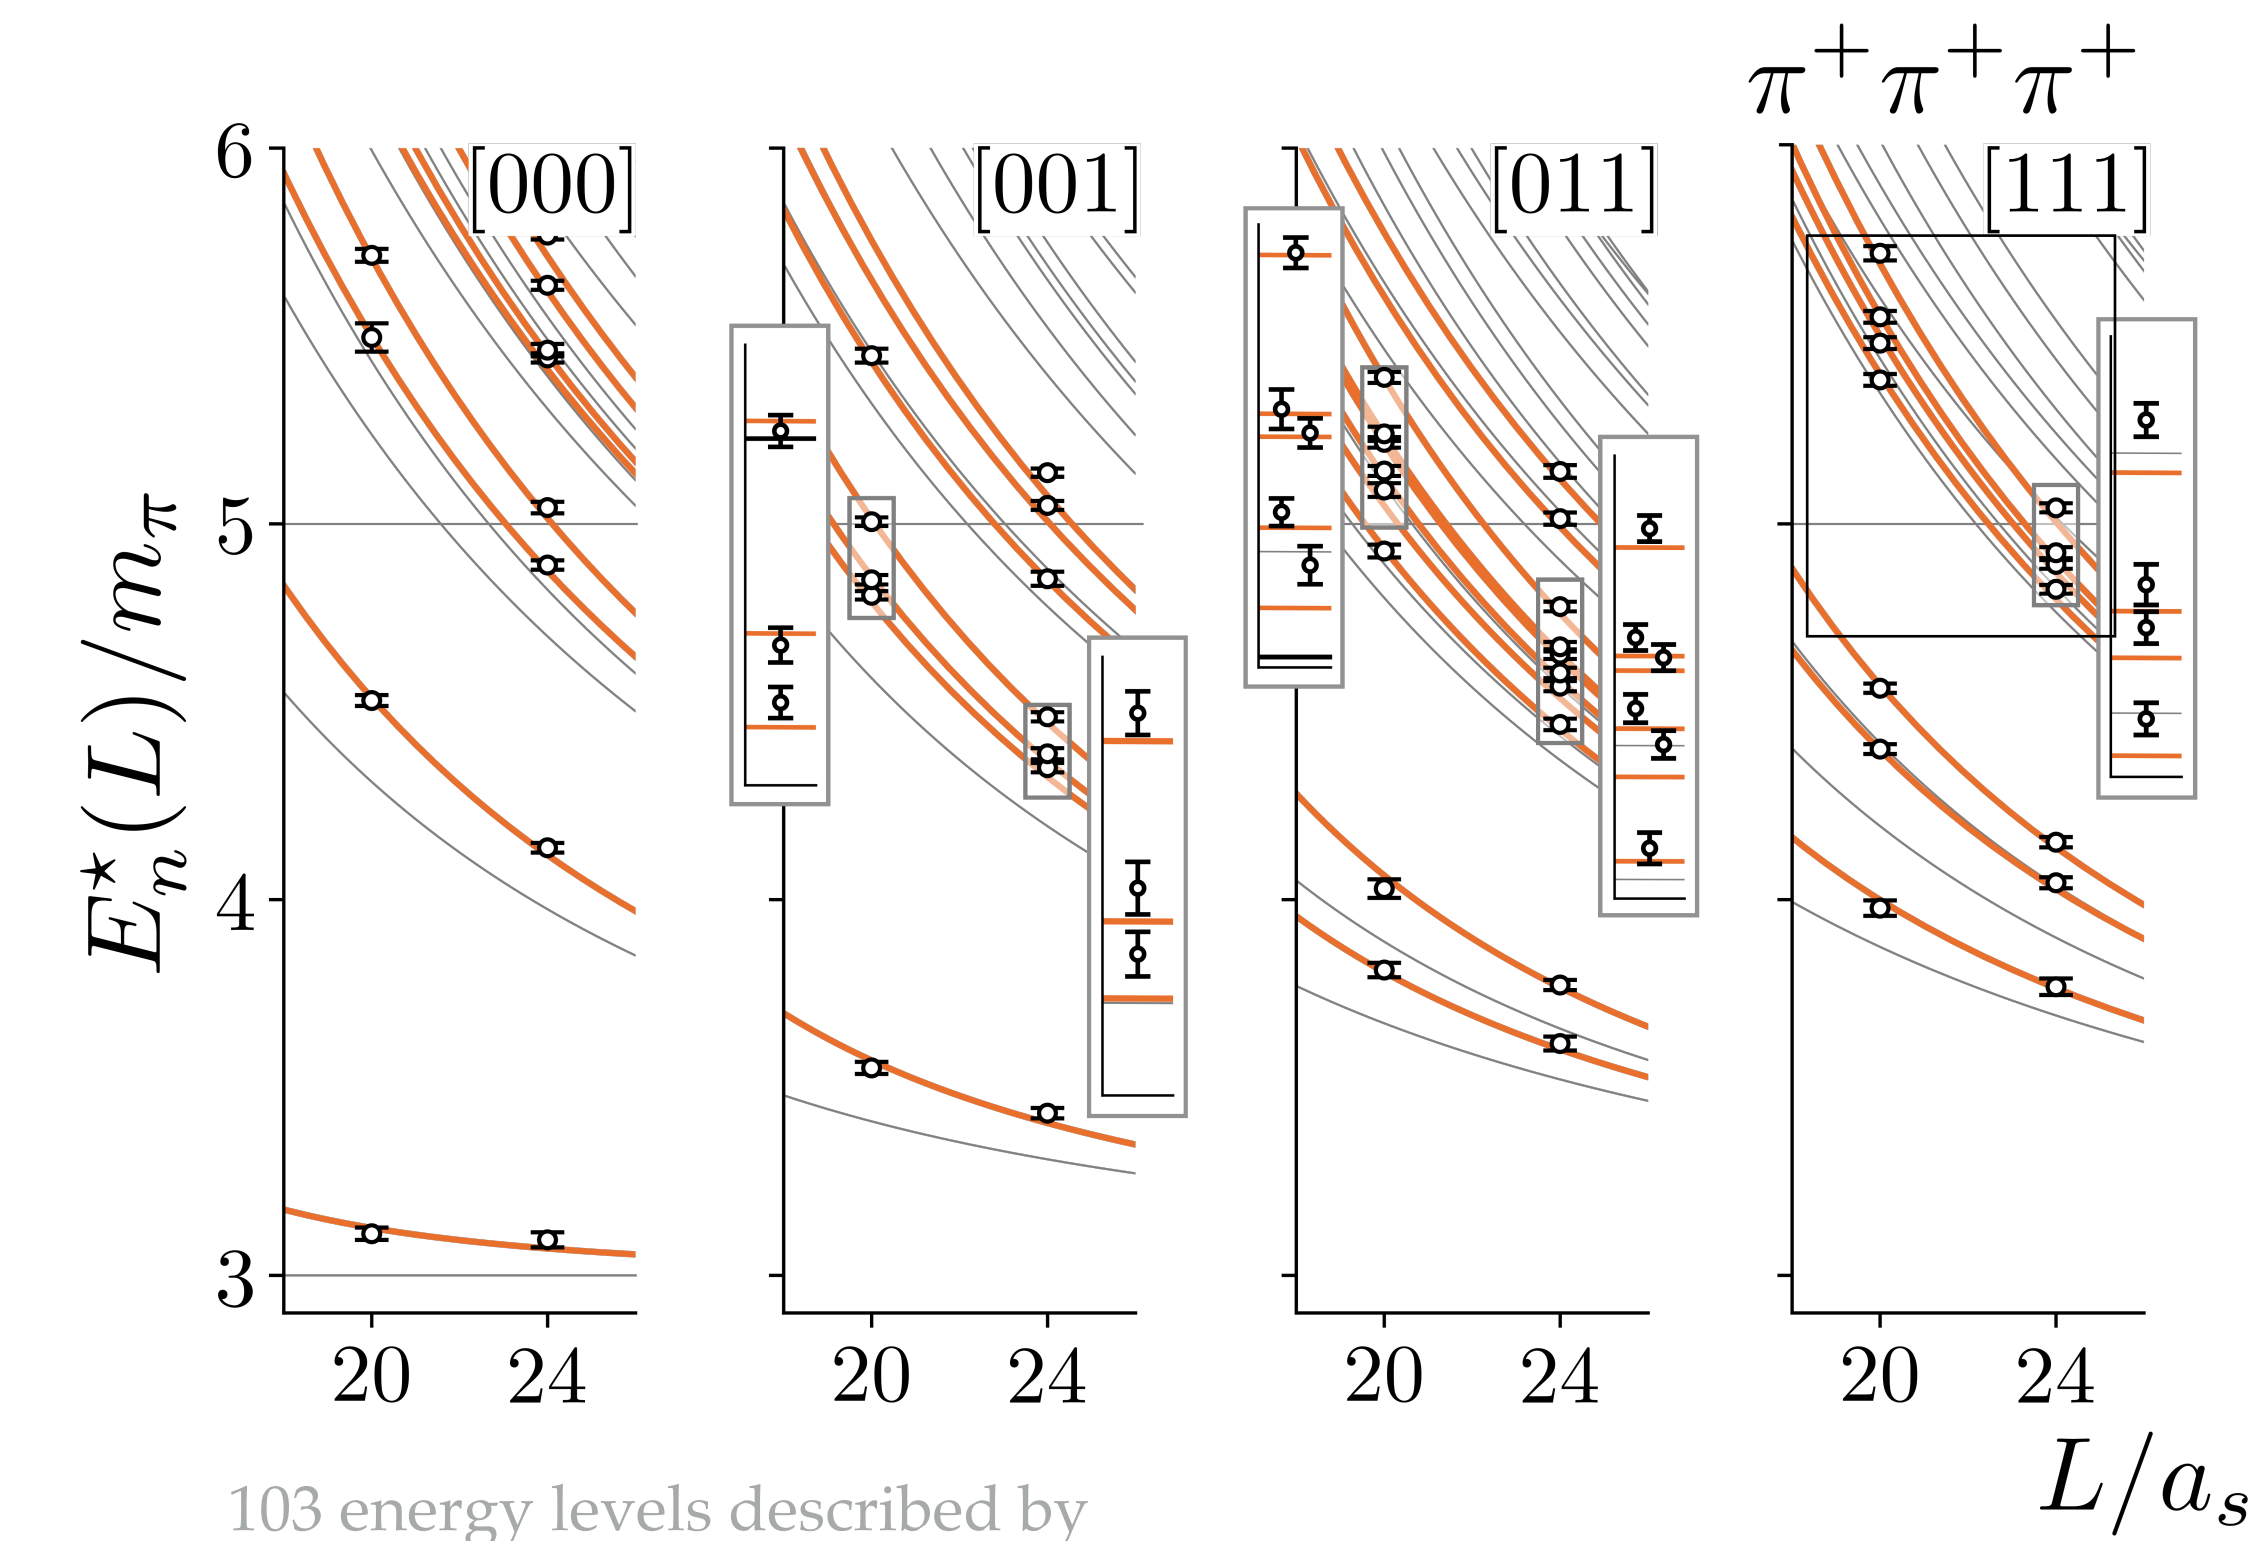 π⁺π⁺π⁺
[000] [001] [011] [111]
6
5
4
3
E*ₙ(L)/m_π
20 24 20 24 20 24 20 24
L/aₛ
103 energy levels described by